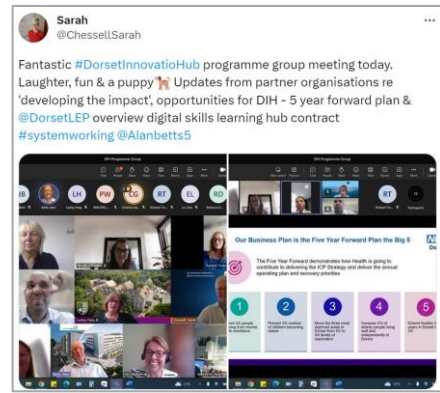 Sarah
@ChessellSarah
Fantastic #DorsetInnovatioHub programme group meeting today.
Laughter, fun & a puppy🐕 Updates from partner organisations re
'developing the impact', opportunities for DIH - 5 year forward plan &
@DorsetLEP overview digital skills learning hub contract
#systemworking @Alanbetts5
DIH Programme Group
LH
PW
CG
RT
EL
RD
RT
Our Business Plan is the Five Year Forward Plan the Big 5
The Five Year Forward demonstrates how Health is going to
contribute to delivering the ICP Strategy and deliver the annual
operating plan and recovery priorities
1
2
3
4
5